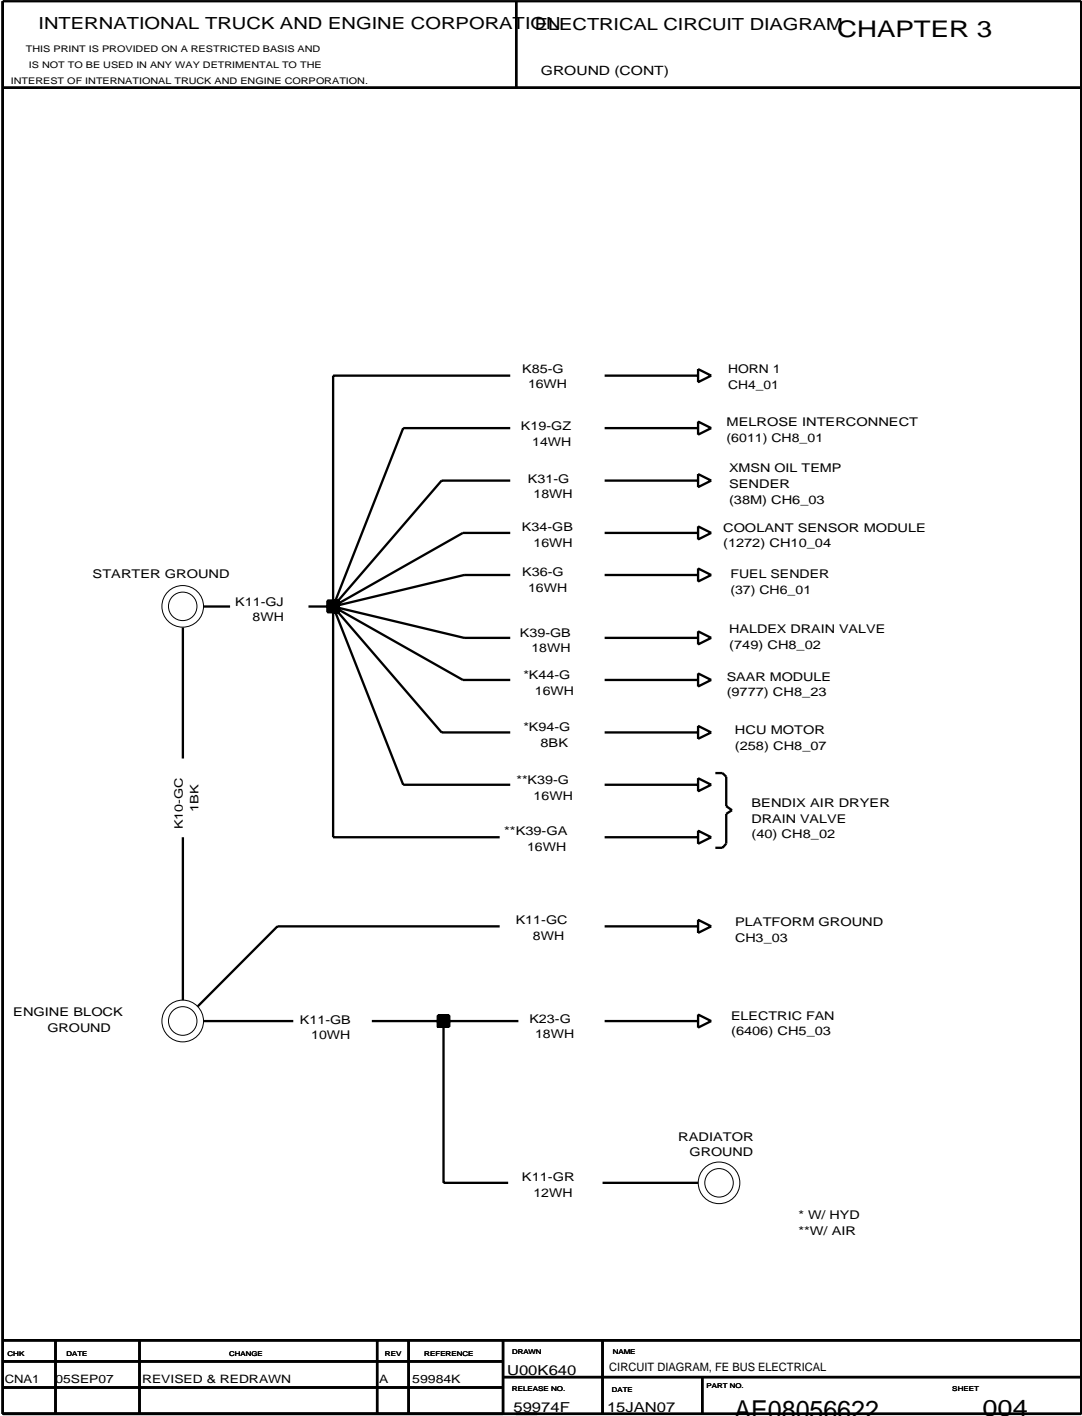 INTERNATIONAL TRUCK AND ENGINE CORPORATION
THIS PRINT IS PROVIDED ON A RESTRICTED BASIS AND
IS NOT TO BE USED IN ANY WAY DETRIMENTAL TO THE
INTEREST OF INTERNATIONAL TRUCK AND ENGINE CORPORATION.
ELECTRICAL CIRCUIT DIAGRAM
CHAPTER 3
GROUND (CONT)
K85-G
16WH
HORN 1
CH4_01
K19-GZ
14WH
MELROSE INTERCONNECT
(6011) CH8_01
K31-G
18WH
XMSN OIL TEMP
SENDER
(38M) CH6_03
K34-GB
16WH
COOLANT SENSOR MODULE
(1272) CH10_04
K36-G
16WH
FUEL SENDER
(37) CH6_01
STARTER GROUND
K11-GJ
8WH
K39-GB
18WH
HALDEX DRAIN VALVE
(749) CH8_02
*K44-G
16WH
SAAR MODULE
(9777) CH8_23
*K94-G
8BK
HCU MOTOR
(258) CH8_07
**K39-G
16WH
**K39-GA
16WH
BENDIX AIR DRYER
DRAIN VALVE
(40) CH8_02
K10-GC
1BK
K11-GC
8WH
PLATFORM GROUND
CH3_03
ENGINE BLOCK
GROUND
K11-GB
10WH
K23-G
18WH
ELECTRIC FAN
(6406) CH5_03
RADIATOR
GROUND
K11-GR
12WH
* W/ HYD
**W/ AIR
CHK DATE CHANGE REV REFERENCE
CNA1 05SEP07 REVISED & REDRAWN A 59984K
DRAWN
U00K640
NAME
CIRCUIT DIAGRAM, FE BUS ELECTRICAL
RELEASE NO.
59974F
DATE
15JAN07
PART NO.
AE08056622
SHEET
004